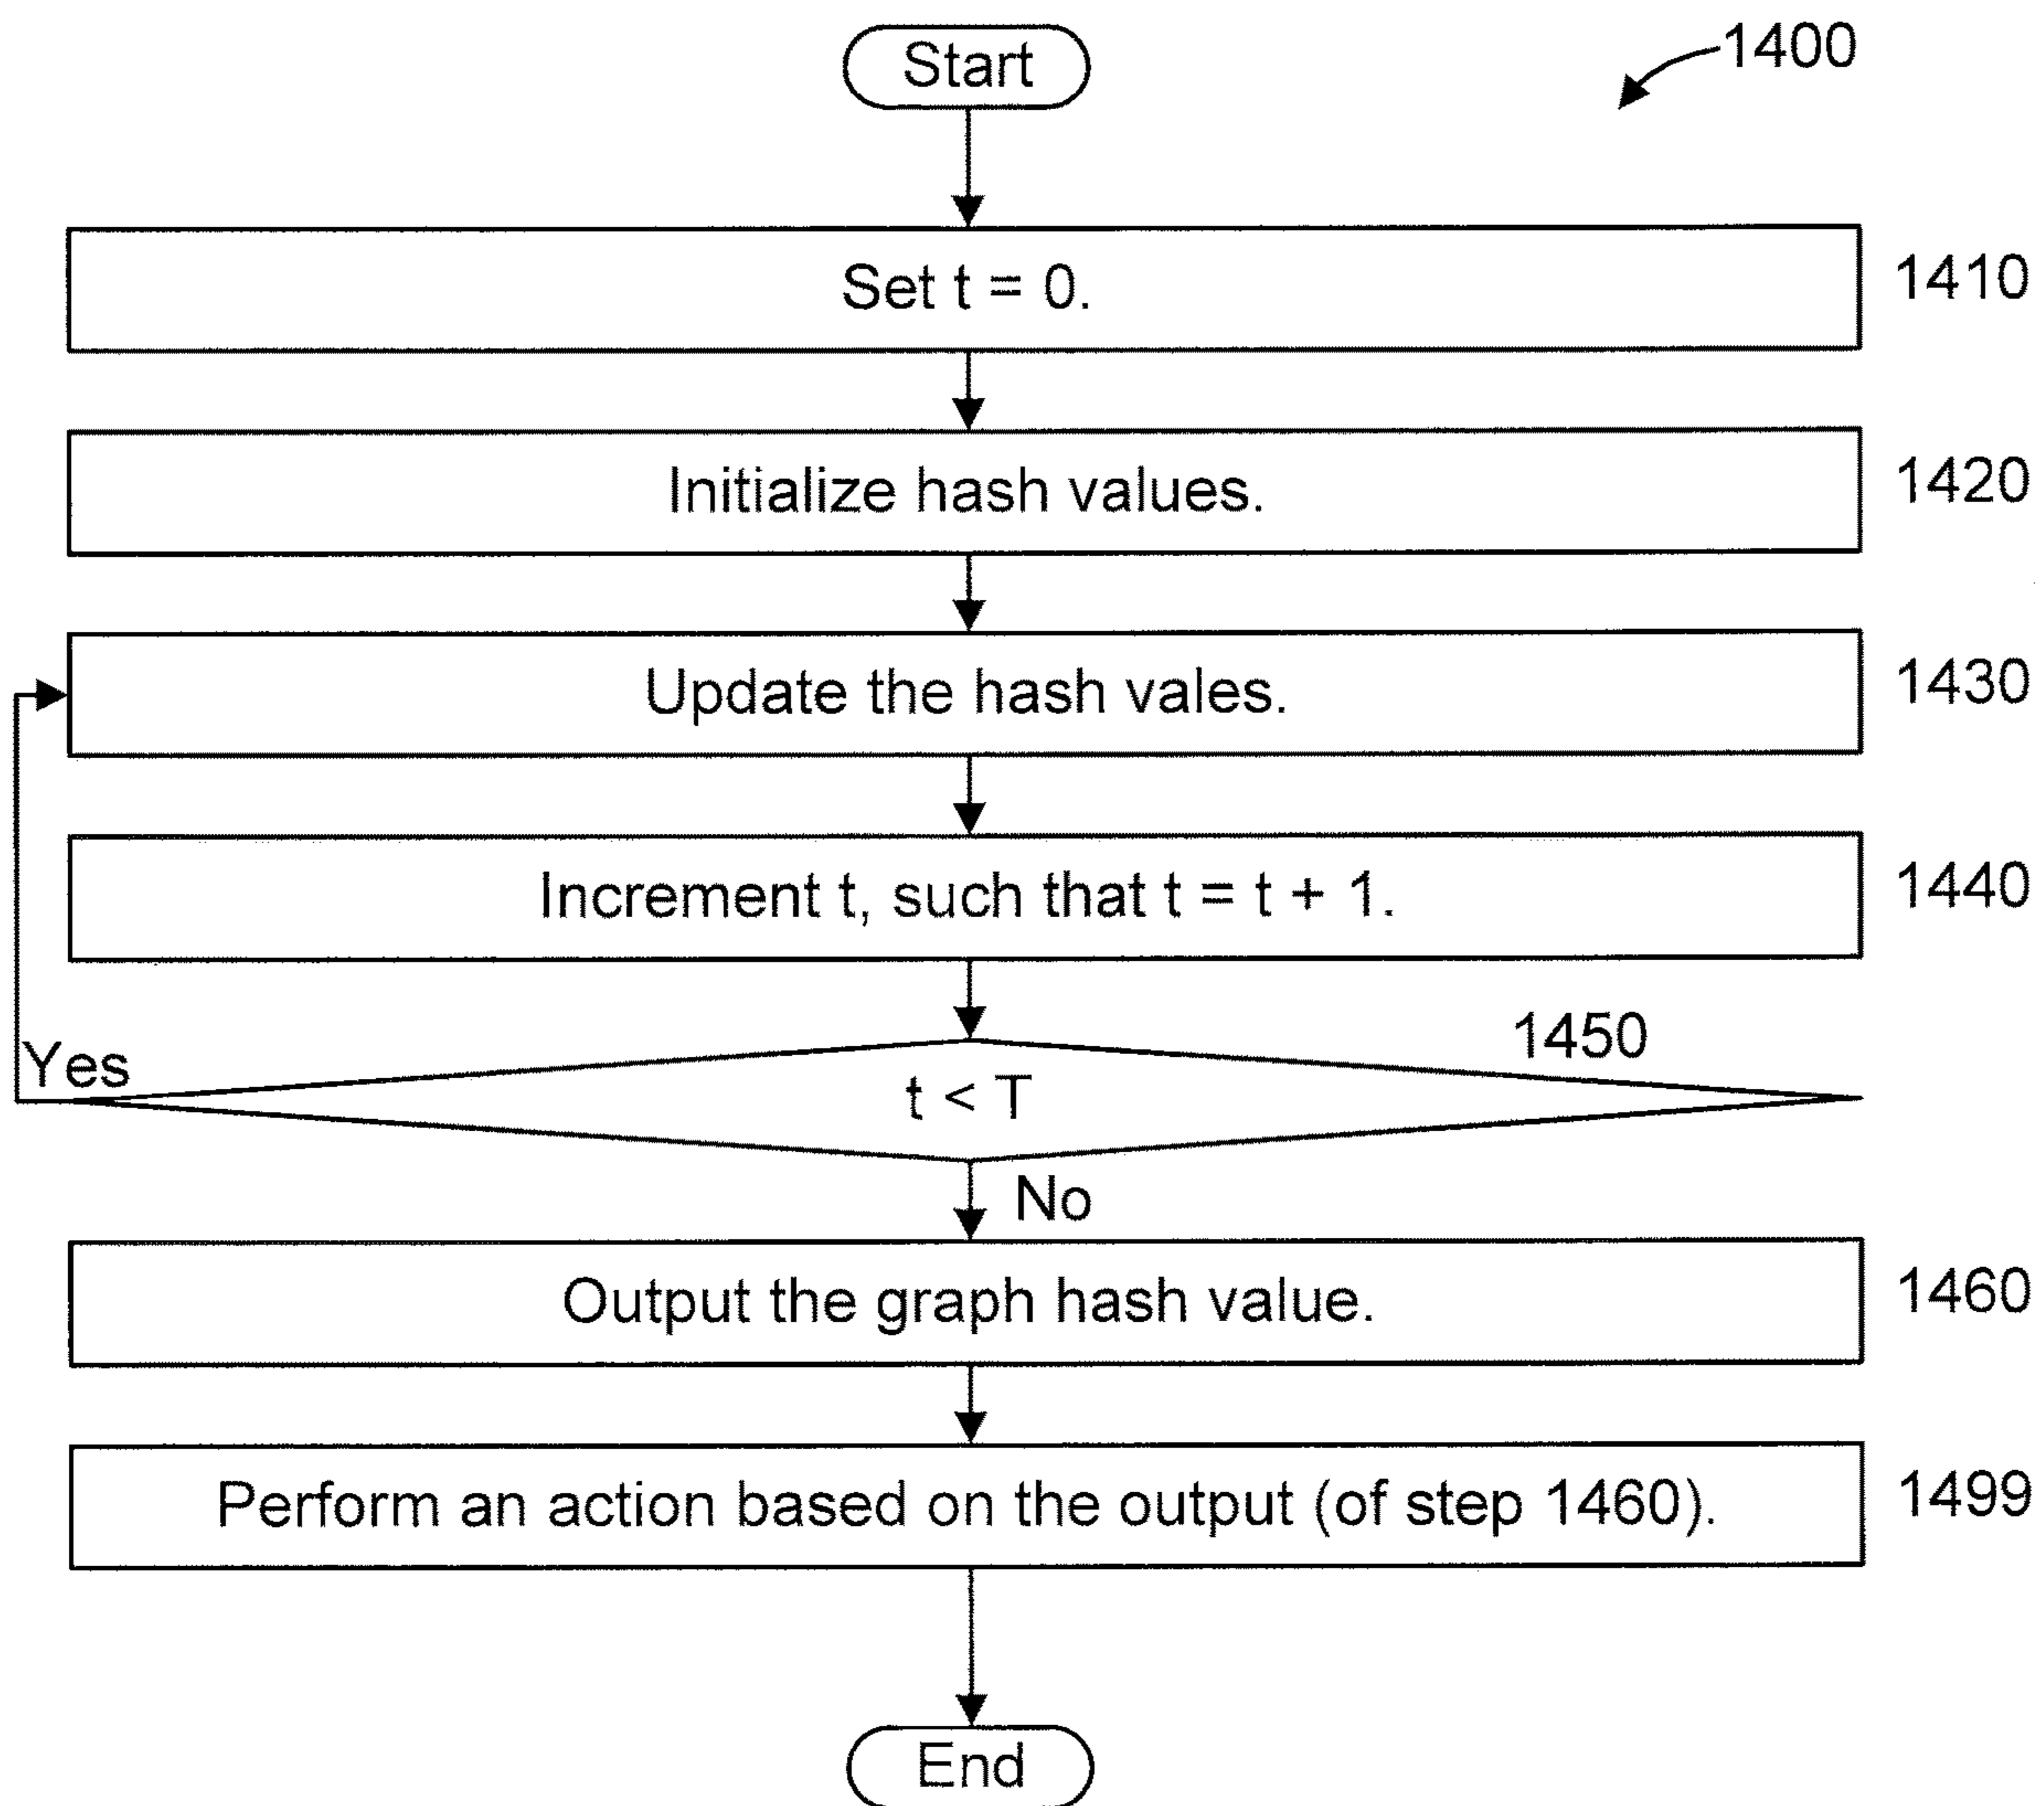 Start
1400
Set t = 0.
1410
Initialize hash values.
1420
Update the hash vales.
1430
Increment t, such that t = t + 1.
1440
1450
Yes
t < T
No
Output the graph hash value.
1460
Perform an action based on the output (of step 1460).
1499
End